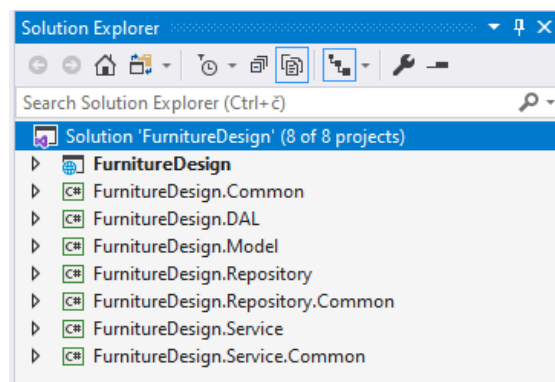 Solution Explorer
Search Solution Explorer (Ctrl+č)
Solution 'FurnitureDesign' (8 of 8 projects)
FurnitureDesign
C# FurnitureDesign.Common
C# FurnitureDesign.DAL
C# FurnitureDesign.Model
C# FurnitureDesign.Repository
C# FurnitureDesign.Repository.Common
C# FurnitureDesign.Service
C# FurnitureDesign.Service.Common